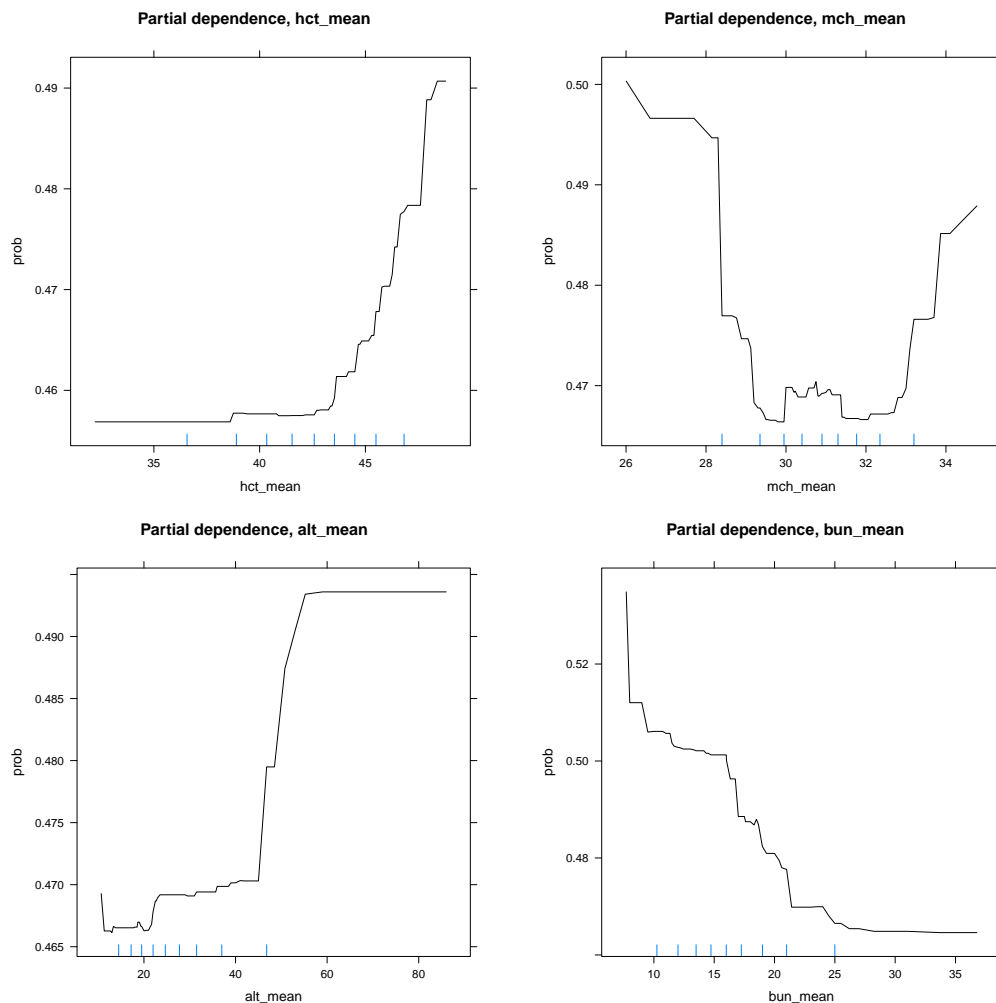 Partial dependence, hct_mean
0.49
0.48
0.47
0.46
prob
35
40
45
hct_mean
Partial dependence, mch_mean
0.50
0.49
0.48
0.47
prob
26
28
30
32
34
mch_mean
Partial dependence, alt_mean
0.490
0.485
0.480
0.475
0.470
0.465
prob
20
40
60
80
alt_mean
Partial dependence, bun_mean
0.52
0.50
0.48
prob
10
15
20
25
30
35
bun_mean